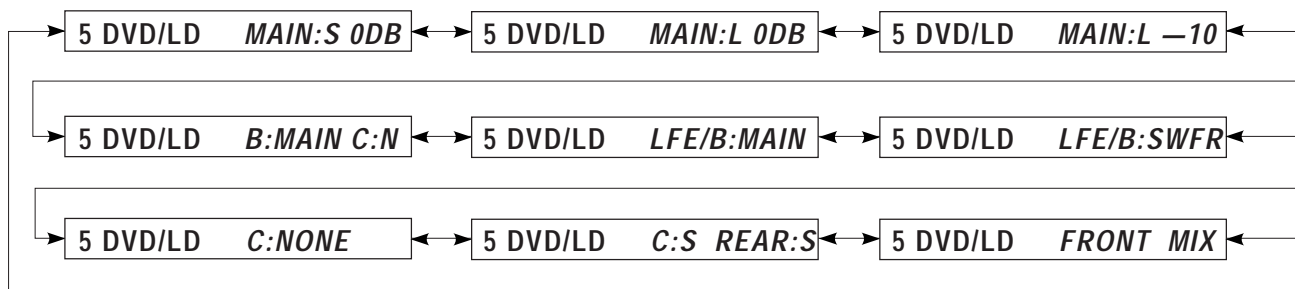 5 DVD/LD MAIN:S 0DB 5 DVD/LD MAIN:L 0DB 5 DVD/LD MAIN:L —10
5 DVD/LD B:MAIN C:N 5 DVD/LD LFE/B:MAIN 5 DVD/LD LFE/B:SWFR
5 DVD/LD C:NONE 5 DVD/LD C:S REAR:S 5 DVD/LD FRONT MIX